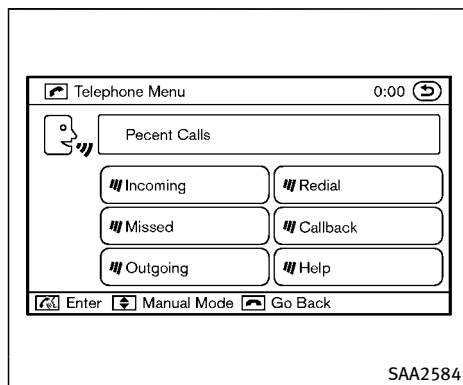 Telephone Menu 0:00
Pecent Calls
Incoming Redial
Missed Callback
Outgoing Help
Enter Manual Mode Go Back
SAA2584